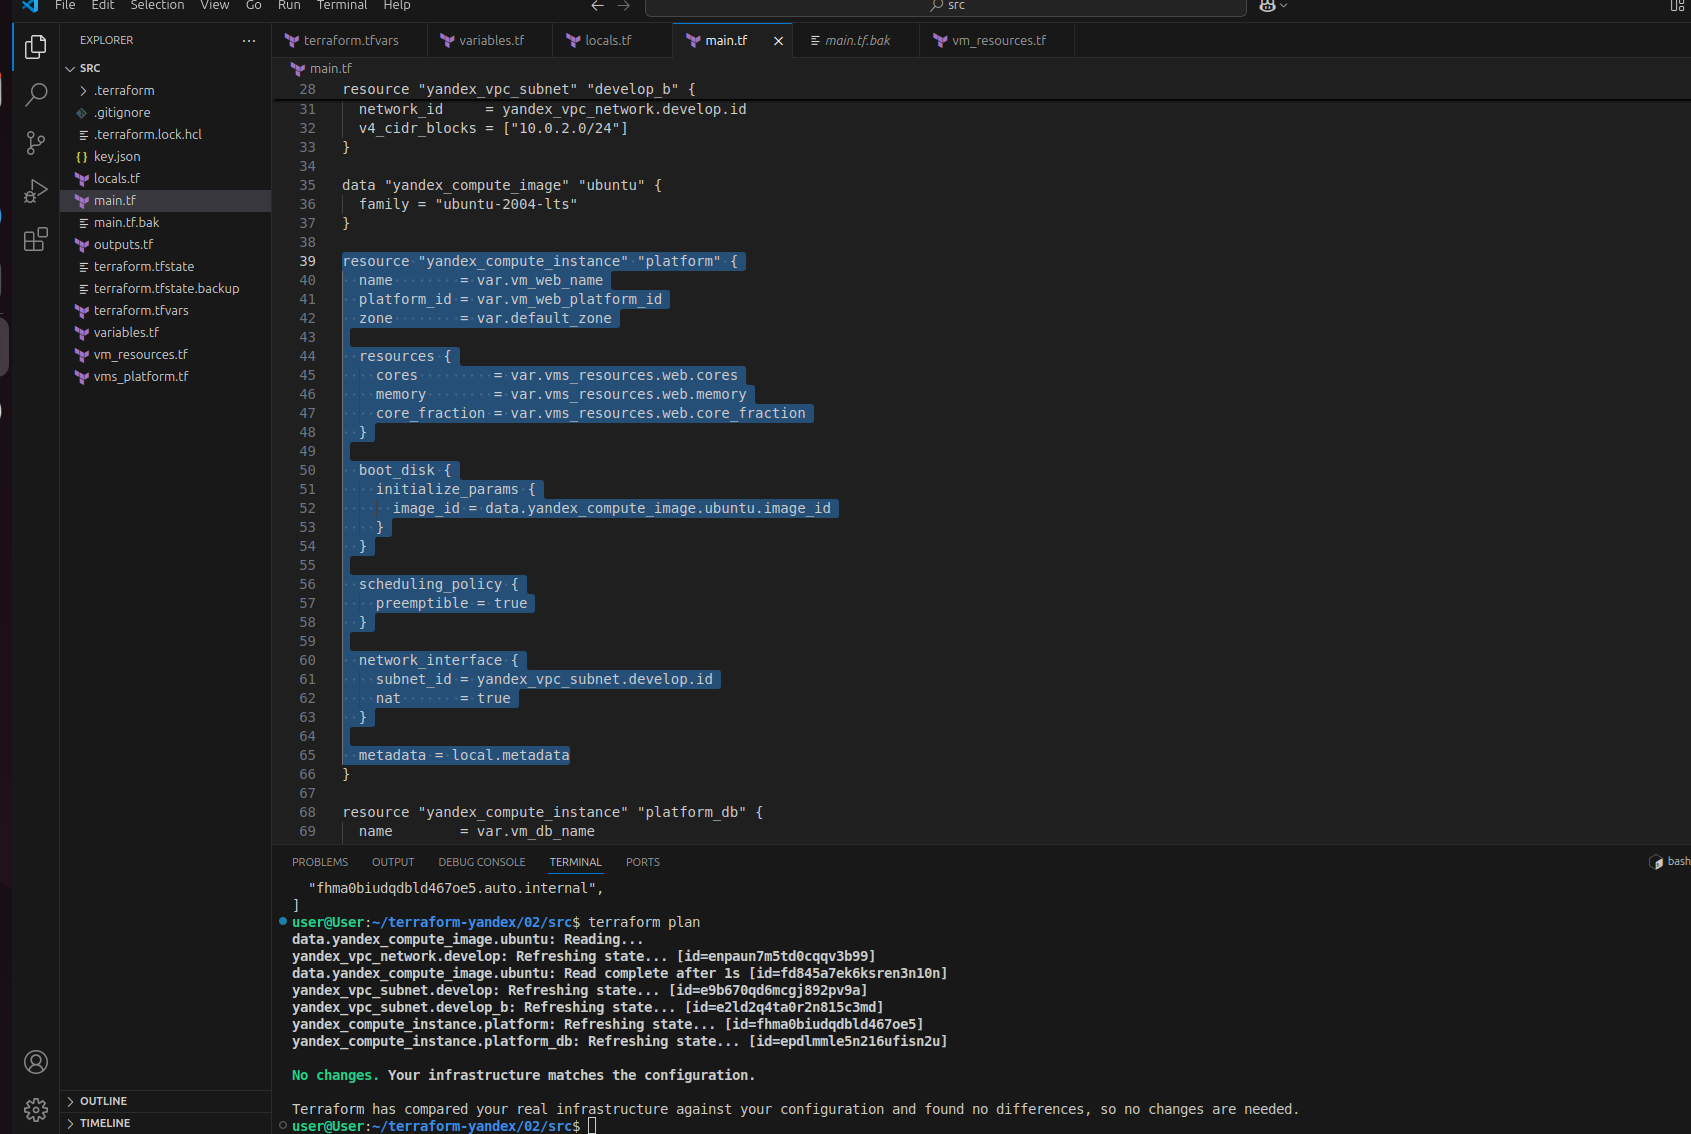 File Edit Selection View Go Run Terminal Help
src
EXPLORER
SRC
.terraform
.gitignore
.terraform.lock.hcl
key.json
locals.tf
main.tf
main.tf.bak
outputs.tf
terraform.tfstate
terraform.tfstate.backup
terraform.tfvars
variables.tf
vm_resources.tf
vms_platform.tf
OUTLINE
TIMELINE
terraform.tfvars variables.tf locals.tf main.tf main.tf.bak vm_resources.tf
main.tf
28 resource "yandex_vpc_subnet" "develop_b" {
31   network_id     = yandex_vpc_network.develop.id
32   v4_cidr_blocks = ["10.0.2.0/24"]
33 }
34
35 data "yandex_compute_image" "ubuntu" {
36   family = "ubuntu-2004-lts"
37 }
38
39 resource "yandex_compute_instance" "platform" {
40   name        = var.vm_web_name
41   platform_id = var.vm_web_platform_id
42   zone        = var.default_zone
43
44   resources {
45     cores         = var.vms_resources.web.cores
46     memory        = var.vms_resources.web.memory
47     core_fraction = var.vms_resources.web.core_fraction
48   }
49
50   boot_disk {
51     initialize_params {
52       image_id = data.yandex_compute_image.ubuntu.image_id
53     }
54   }
55
56   scheduling_policy {
57     preemptible = true
58   }
59
60   network_interface {
61     subnet_id = yandex_vpc_subnet.develop.id
62     nat       = true
63   }
64
65   metadata = local.metadata
66 }
67
68 resource "yandex_compute_instance" "platform_db" {
69   name        = var.vm_db_name
PROBLEMS OUTPUT DEBUG CONSOLE TERMINAL PORTS
bash
  "fhma0biudqdbld467oe5.auto.internal",
]
user@User:~/terraform-yandex/02/src$ terraform plan
data.yandex_compute_image.ubuntu: Reading...
yandex_vpc_network.develop: Refreshing state... [id=enpaun7m5td0cqqv3b99]
data.yandex_compute_image.ubuntu: Read complete after 1s [id=fd845a7ek6ksren3n10n]
yandex_vpc_subnet.develop: Refreshing state... [id=e9b670qd6mcgj892pv9a]
yandex_vpc_subnet.develop_b: Refreshing state... [id=e2ld2q4ta0r2n815c3md]
yandex_compute_instance.platform: Refreshing state... [id=fhma0biudqdbld467oe5]
yandex_compute_instance.platform_db: Refreshing state... [id=epdlmmle5n216ufisn2u]
No changes. Your infrastructure matches the configuration.
Terraform has compared your real infrastructure against your configuration and found no differences, so no changes are needed.
user@User:~/terraform-yandex/02/src$